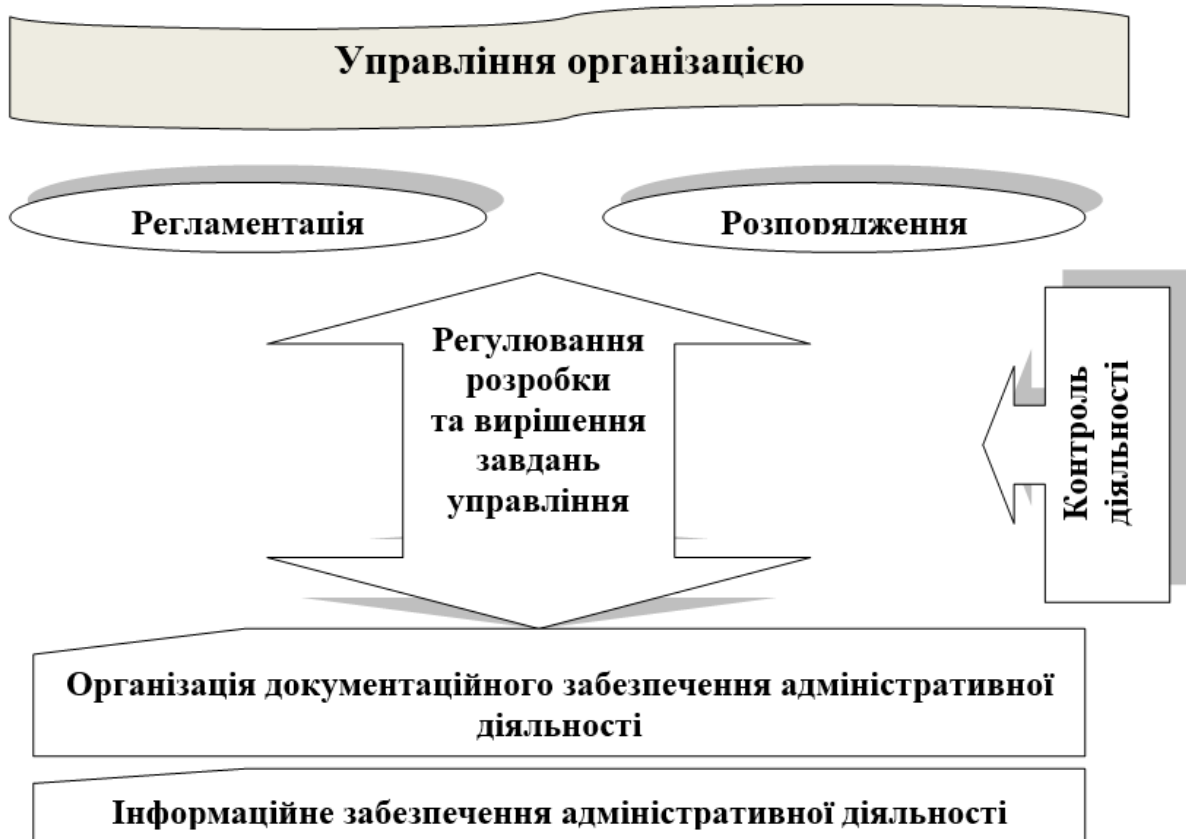 Управління організацією
Регламентація
Розпорядження
Регулювання
розробки
та вирішення
завдань
управління
Контроль
діяльності
Організація документаційного забезпечення адміністративної
діяльності
Інформаційне забезпечення адміністративної діяльності